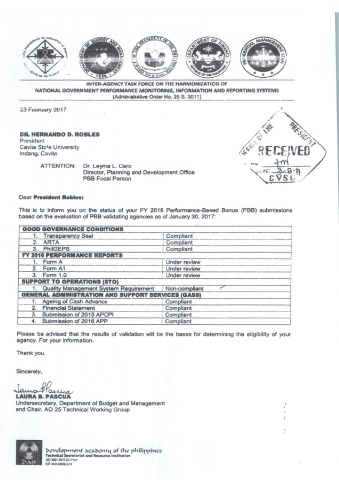 INTER-AGENCY TASK FORCE ON THE HARMONIZATION OF
NATIONAL GOVERNMENT PERFORMANCE MONITORING, INFORMATION AND REPORTING SYSTEMS
(Administrative Order No. 25 S. 2011)
23 February 2017
DR. HERNANDO D. ROBLES
President
Cavite State University
Indang, Cavite
OFFICE OF THE PRESIDENT
RECEIVED
ATTENTION: Dr. Leyma L. Cero
Director, Planning and Development Office
PBB Focal Person
Dear President Robles:
This is to inform you on the status of your FY 2016 Performance-Based Bonus (PBB) submissions
based on the evaluation of PBB validating agencies as of January 30, 2017:
GOOD GOVERNANCE CONDITIONS
1. Transparency Seal Compliant
2. ARTA Compliant
3. PhilGEPS Compliant
FY 2016 PERFORMANCE REPORTS
1. Form A Under review
2. Form A1 Under review
3. Form 1.0 Under review
SUPPORT TO OPERATIONS (STO)
1. Quality Management System Requirement Non-compliant
GENERAL ADMINISTRATION AND SUPPORT SERVICES (GASS)
1. Ageing of Cash Advance Compliant
2. Financial Statement Compliant
3. Submission of 2015 APCPI Compliant
4. Submission of 2016 APP Compliant
Please be advised that the results of validation will be the bases for determining the eligibility of your
agency. For your information.
Thank you.
Sincerely,
LAURA B. PASCUA
Undersecretary, Department of Budget and Management
and Chair, AO 25 Technical Working Group
Development academy of the philippines
Technical Secretariat and Resource Institution